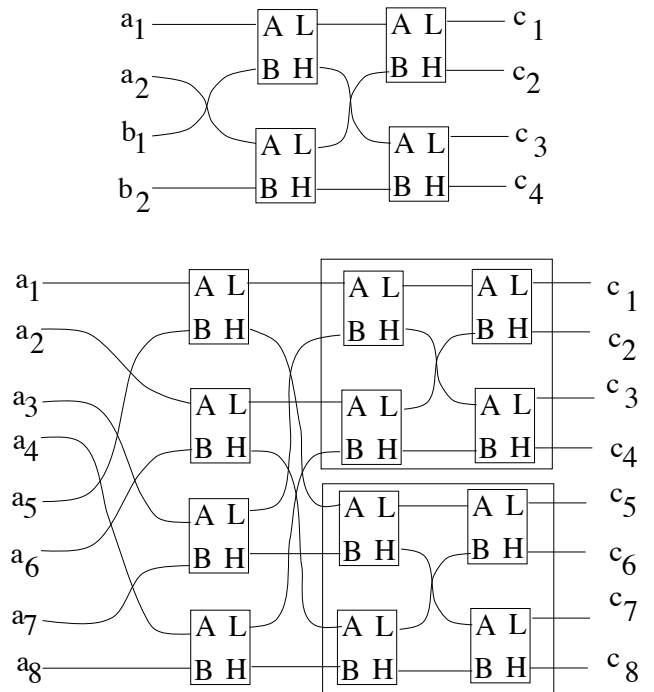 a1 A L A L c1
a2 B H B H c2
b1 A L A L c3
b2 B H B H c4
a1 A L A L A L c1
a2 B H B H B H c2
a3 A L A L A L c3
a4 B H B H B H c4
a5 A L A L A L c5
a6 B H B H B H c6
a7 A L A L A L c7
a8 B H B H B H c8